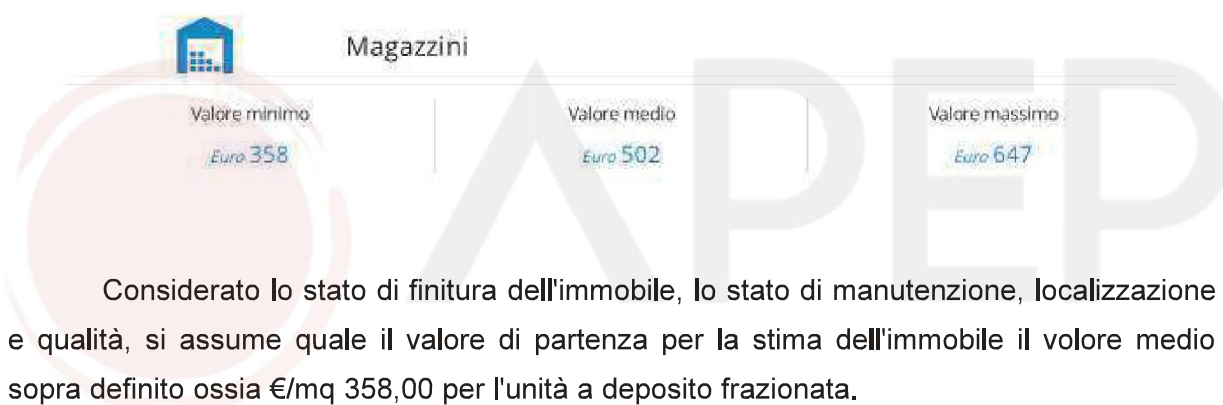 Magazzini
Valore minimo Valore medio Valore massimo
Euro 358 Euro 502 Euro 647
APEP
Considerato lo stato di finitura dell'immobile, lo stato di manutenzione, localizzazione
e qualità, si assume quale il valore di partenza per la stima dell'immobile il volore medio
sopra definito ossia €/mq 358,00 per l'unità a deposito frazionata.